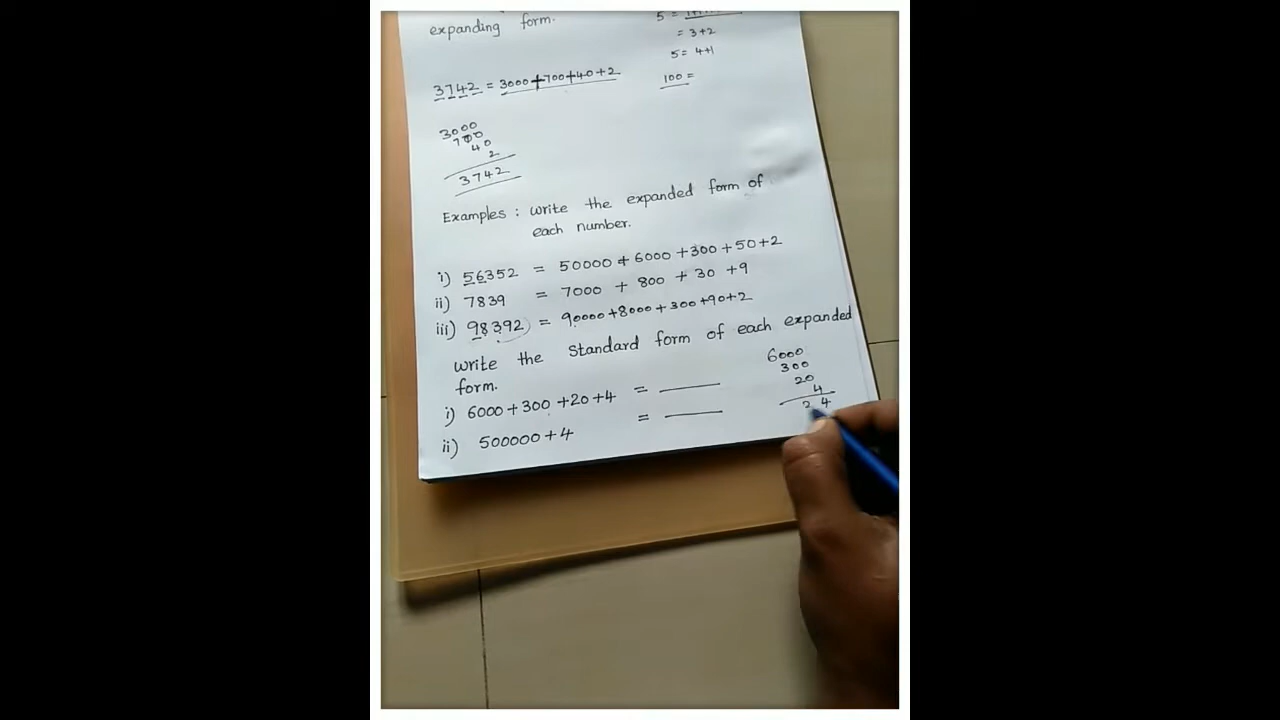 expanding form.
5 =
= 3+2
5 = 4+1
100 =
3742 = 3000+700+40+2
3000
700
40
2
3742
Examples : Write the expanded form of
each number.
i) 56352 = 50000 + 6000 +300 +50+2
ii) 7839 = 7000 + 800 + 30 +9
iii) 98392 = 90000+8000+300+90+2
Write the Standard form of each expanded
form.
i) 6000+300 +20+4 =
ii) 500000+4 =
6000
300
20
4
24